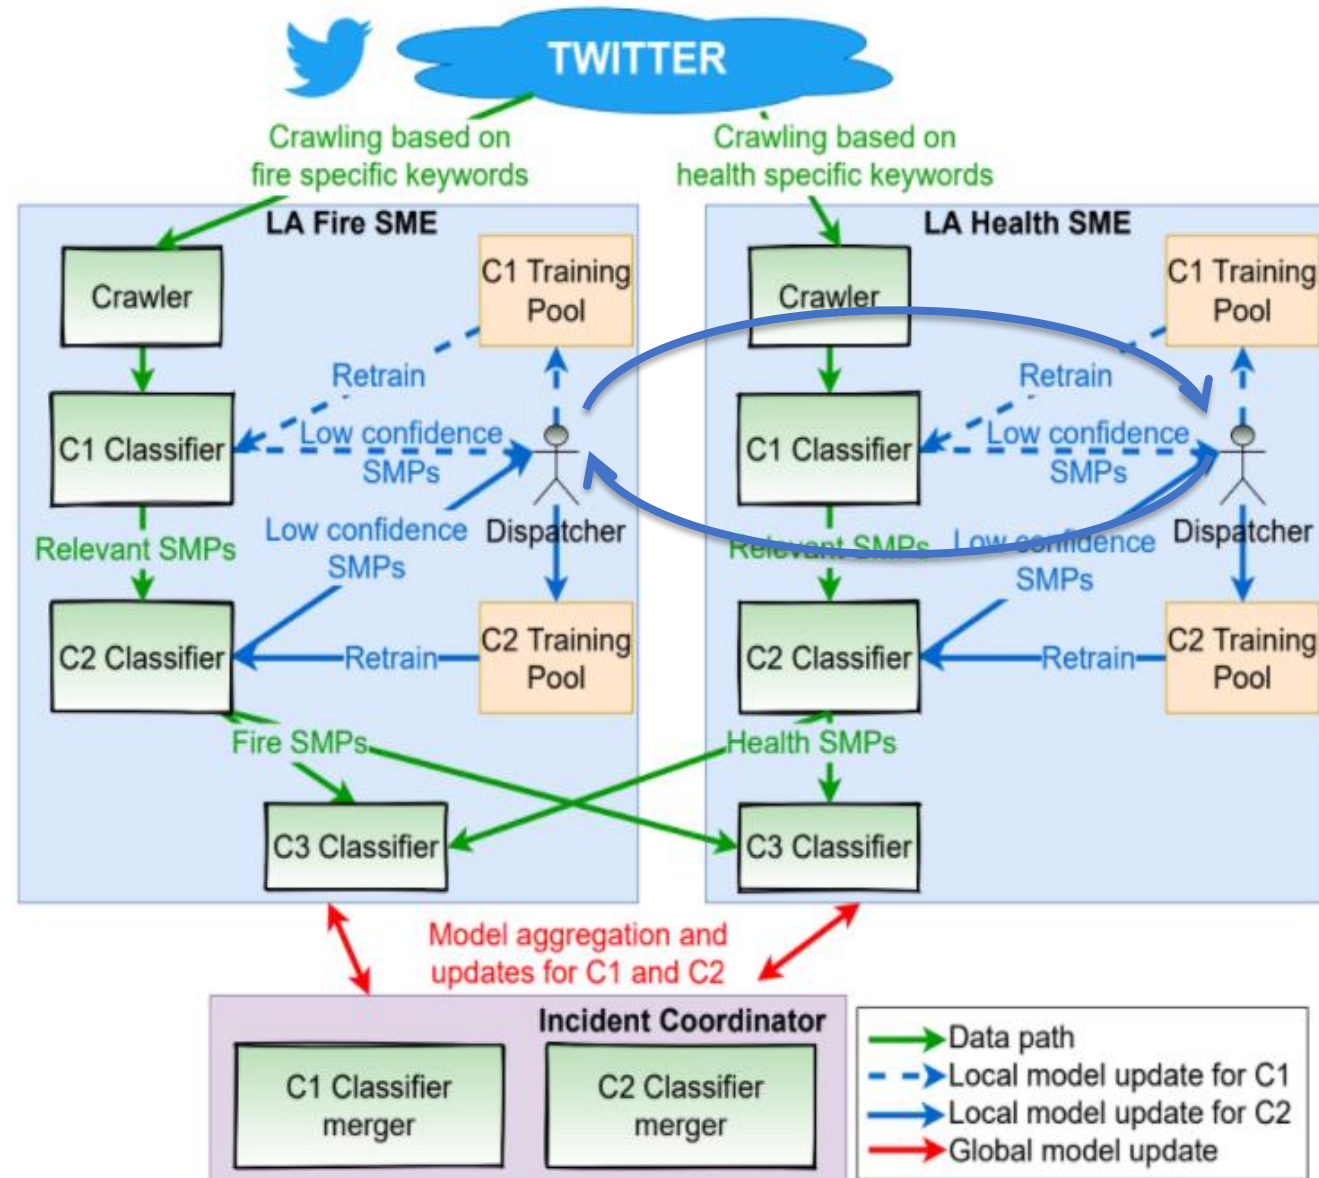 TWITTER
Crawling based on
fire specific keywords
Crawling based on
health specific keywords
LA Fire SME
Crawler
C1 Training
Pool
Retrain
C1 Classifier
Low confidence
SMPs
Dispatcher
Relevant SMPs
Low confidence
SMPs
C2 Classifier
Retrain
C2 Training
Pool
Fire SMPs
C3 Classifier
LA Health SME
Crawler
C1 Training
Pool
Retrain
C1 Classifier
Low confidence
SMPs
Dispatcher
Relevant SMPs
Low confidence
SMPs
C2 Classifier
Retrain
C2 Training
Pool
Health SMPs
C3 Classifier
Model aggregation and
updates for C1 and C2
Incident Coordinator
C1 Classifier
merger
C2 Classifier
merger
Data path
Local model update for C1
Local model update for C2
Global model update